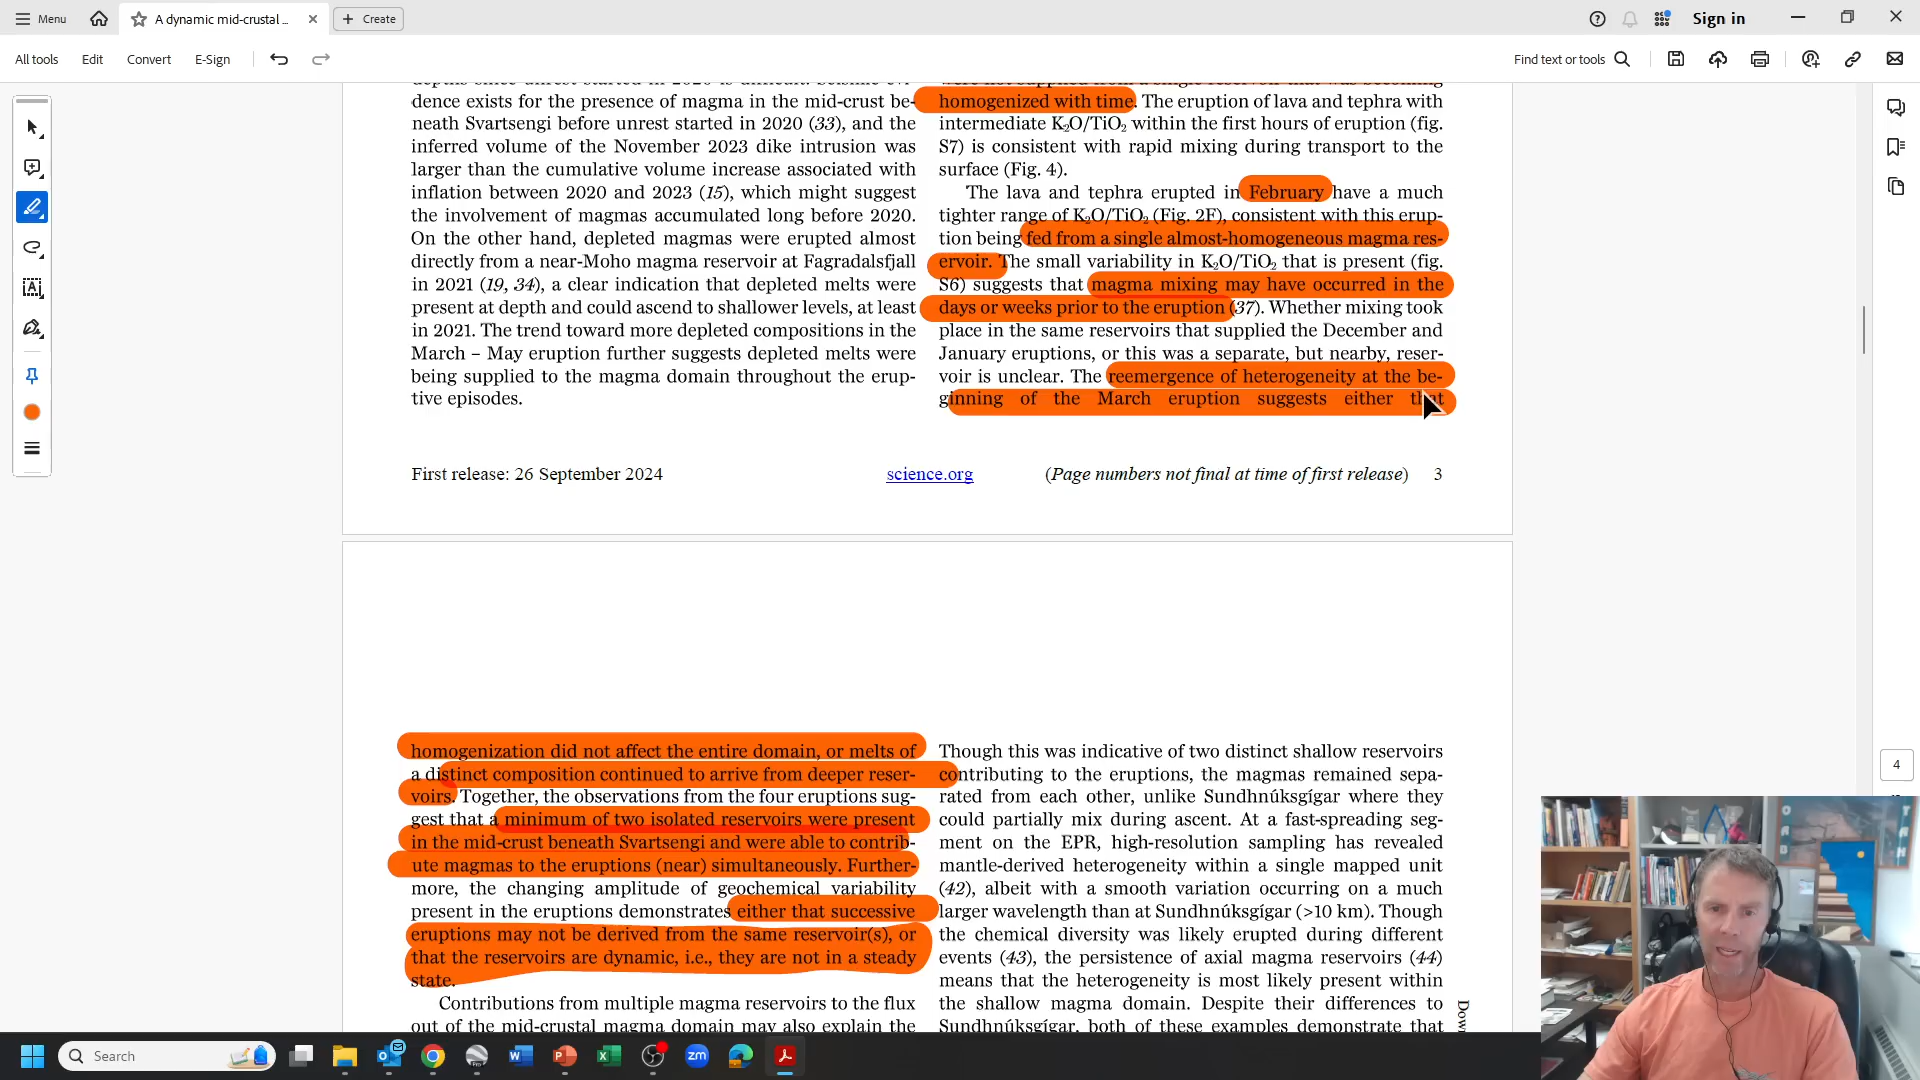 Menu
A dynamic mid-crustal ...
Create
Sign in
All tools
Edit
Convert
E-Sign
Find text or tools
dence exists for the presence of magma in the mid-crust be-
neath Svartsengi before unrest started in 2020 (33), and the
inferred volume of the November 2023 dike intrusion was
larger than the cumulative volume increase associated with
inflation between 2020 and 2023 (15), which might suggest
the involvement of magmas accumulated long before 2020.
On the other hand, depleted magmas were erupted almost
directly from a near-Moho magma reservoir at Fagradalsfjall
in 2021 (19, 34), a clear indication that depleted melts were
present at depth and could ascend to shallower levels, at least
in 2021. The trend toward more depleted compositions in the
March – May eruption further suggests depleted melts were
being supplied to the magma domain throughout the erup-
tive episodes.
homogenized with time. The eruption of lava and tephra with
intermediate K₂O/TiO₂ within the first hours of eruption (fig.
S7) is consistent with rapid mixing during transport to the
surface (Fig. 4).
The lava and tephra erupted in February have a much
tighter range of K₂O/TiO₂ (Fig. 2F), consistent with this erup-
tion being fed from a single almost-homogeneous magma res-
ervoir. The small variability in K₂O/TiO₂ that is present (fig.
S6) suggests that magma mixing may have occurred in the
days or weeks prior to the eruption (37). Whether mixing took
place in the same reservoirs that supplied the December and
January eruptions, or this was a separate, but nearby, reser-
voir is unclear. The reemergence of heterogeneity at the be-
ginning of the March eruption suggests either that
First release: 26 September 2024
science.org
(Page numbers not final at time of first release) 3
homogenization did not affect the entire domain, or melts of
a distinct composition continued to arrive from deeper reser-
voirs. Together, the observations from the four eruptions sug-
gest that a minimum of two isolated reservoirs were present
in the mid-crust beneath Svartsengi and were able to contrib-
ute magmas to the eruptions (near) simultaneously. Further-
more, the changing amplitude of geochemical variability
present in the eruptions demonstrates either that successive
eruptions may not be derived from the same reservoir(s), or
that the reservoirs are dynamic, i.e., they are not in a steady
state.
Contributions from multiple magma reservoirs to the flux
out of the mid-crustal magma domain may also explain the
Though this was indicative of two distinct shallow reservoirs
contributing to the eruptions, the magmas remained sepa-
rated from each other, unlike Sundhnúksgígar where they
could partially mix during ascent. At a fast-spreading seg-
ment on the EPR, high-resolution sampling has revealed
mantle-derived heterogeneity within a single mapped unit
(42), albeit with a smooth variation occurring on a much
larger wavelength than at Sundhnúksgígar (>10 km). Though
the chemical diversity was likely erupted during different
events (43), the persistence of axial magma reservoirs (44)
means that the heterogeneity is most likely present within
the shallow magma domain. Despite their differences to
Sundhnúksgígar, both of these examples demonstrate that
4
Search
zm